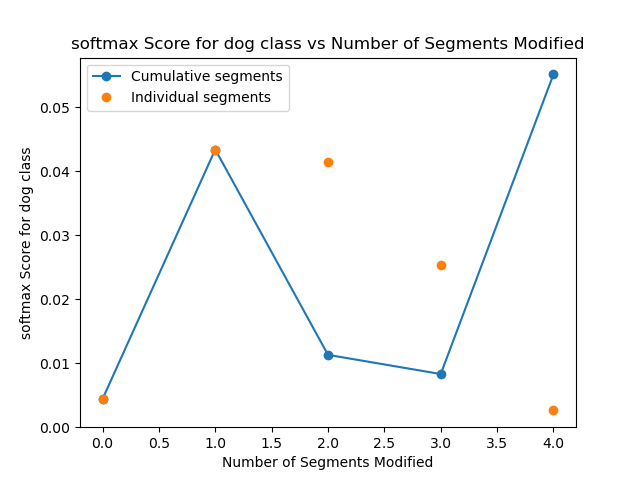 softmax Score for dog class vs Number of Segments Modified
Cumulative segments
Individual segments
softmax Score for dog class
0.05
0.04
0.03
0.02
0.01
0.00
0.0 0.5 1.0 1.5 2.0 2.5 3.0 3.5 4.0
Number of Segments Modified